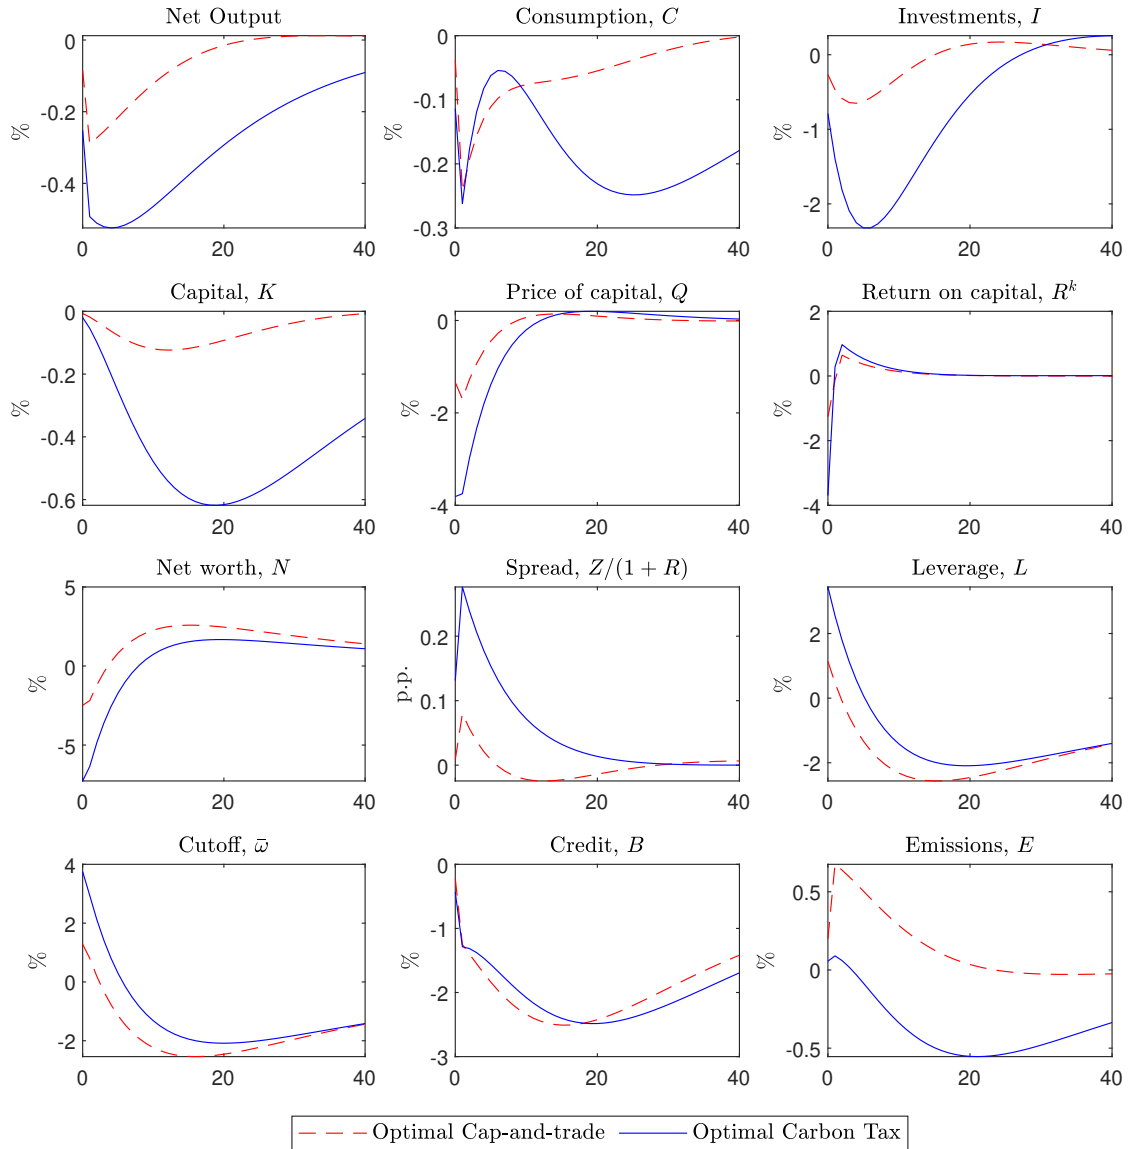 Net Output
Consumption, C
Investments, I
%
0
-0.2
-0.4
0 20 40
%
0
-0.1
-0.2
-0.3
0 20 40
%
0
-1
-2
0 20 40
Capital, K
Price of capital, Q
Return on capital, R^k
%
0
-0.2
-0.4
-0.6
0 20 40
%
0
-2
-4
0 20 40
%
2
0
-2
-4
0 20 40
Net worth, N
Spread, Z/(1 + R)
Leverage, L
%
5
0
-5
0 20 40
p.p.
0.2
0.1
0
0 20 40
%
2
0
-2
0 20 40
Cutoff, ω̄
Credit, B
Emissions, E
%
4
2
0
-2
0 20 40
%
0
-1
-2
-3
0 20 40
%
0.5
0
-0.5
0 20 40
Optimal Cap-and-trade Optimal Carbon Tax